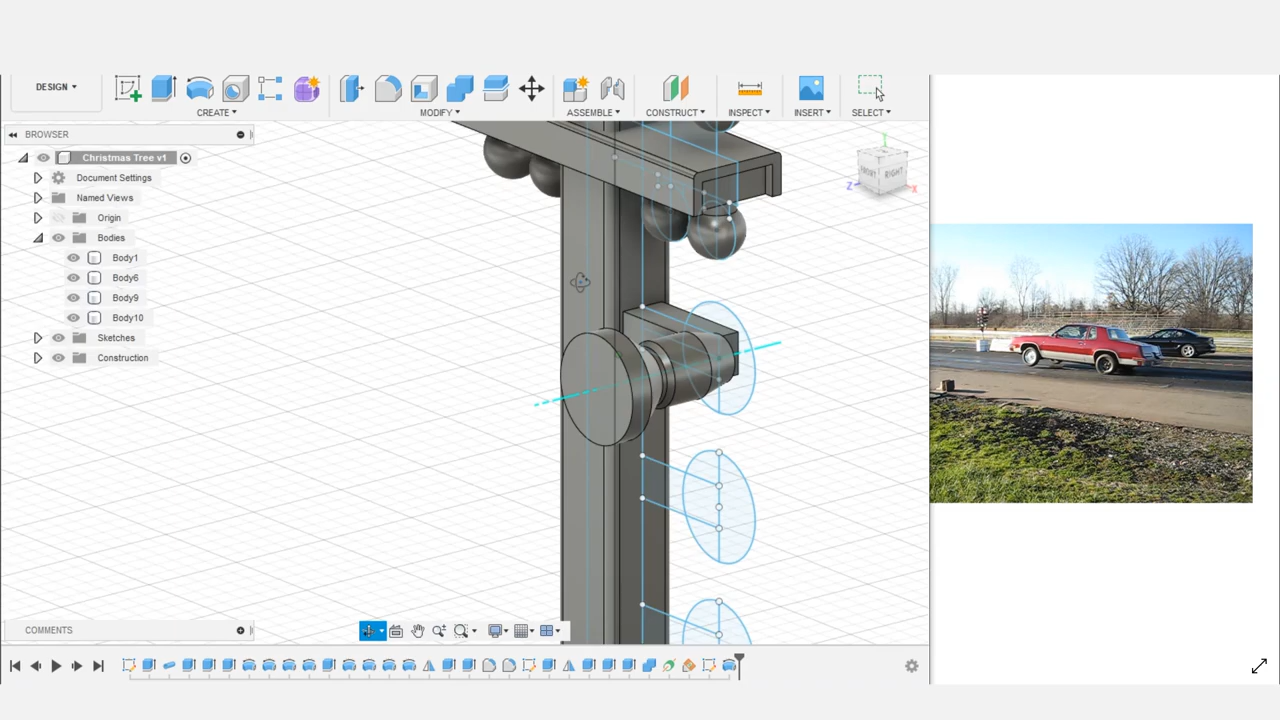 DESIGN
CREATE
MODIFY
ASSEMBLE
CONSTRUCT
INSPECT
INSERT
SELECT
BROWSER
Christmas Tree v1
Document Settings
Named Views
Origin
Bodies
Body1
Body6
Body9
Body10
Sketches
Construction
RIGHT
Z
X
COMMENTS